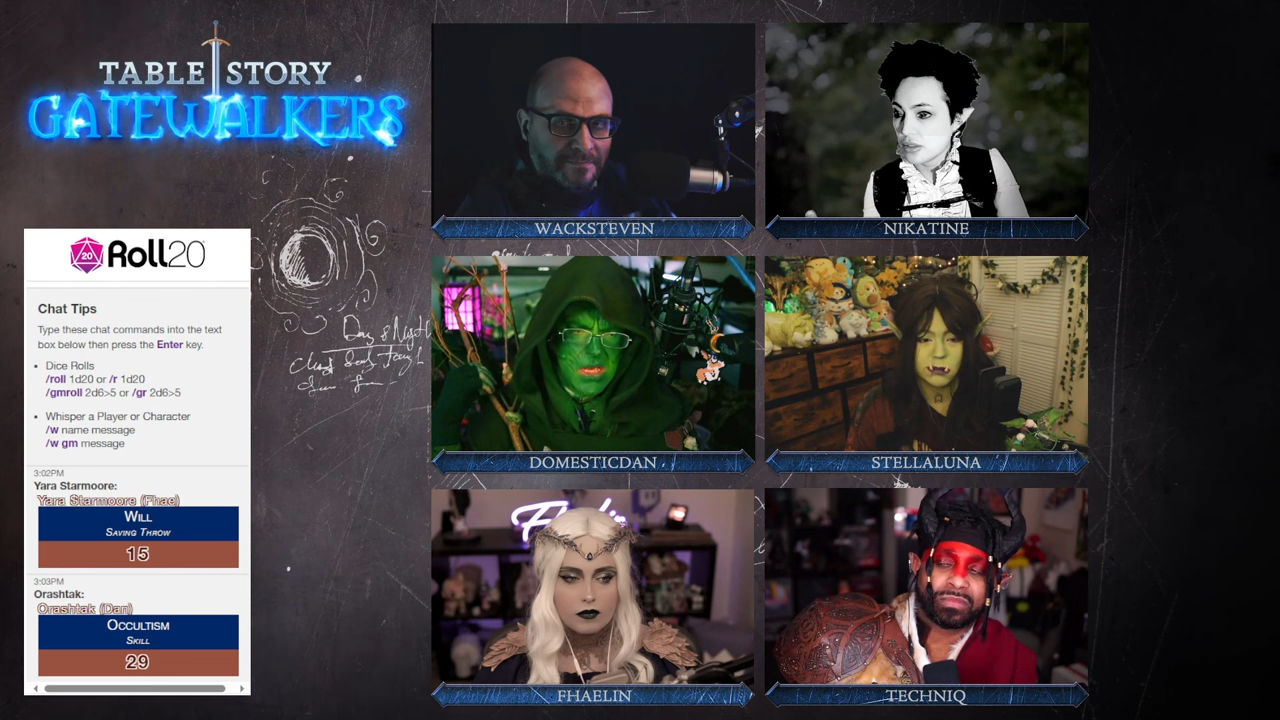 TABLE STORY
GATEWALKERS
Roll20
Chat Tips
Type these chat commands into the text
box below then press the Enter key.
Dice Rolls
/roll 1d20 or /r 1d20
/gmroll 2d6>5 or /gr 2d6>5
Whisper a Player or Character
/w name message
/w gm message
3:02PM
Yara Starmoore:
Yara Starmoore (Fhae)
WILL
SAVING THROW
15
3:03PM
Orashtak:
Orashtak (Dan)
OCCULTISM
SKILL
29
Day & Night
WACKSTEVEN
NIKATINE
DOMESTICDAN
STELLALUNA
Fhaelin
FHAELIN
TECHNIQ